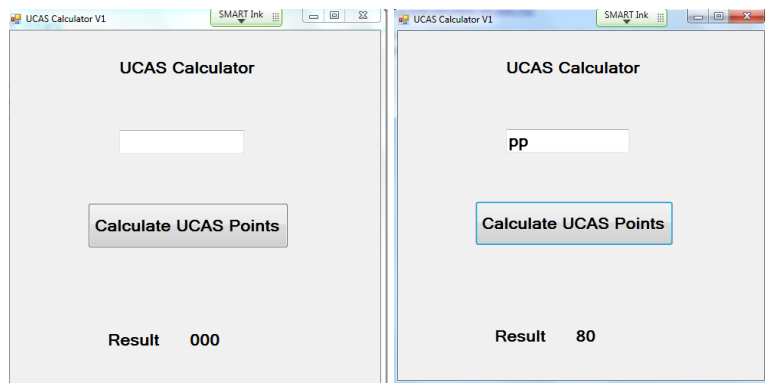 UCAS Calculator V1 SMART Ink
UCAS Calculator
Calculate UCAS Points
Result 000
UCAS Calculator V1 SMART Ink
UCAS Calculator
pp
Calculate UCAS Points
Result 80